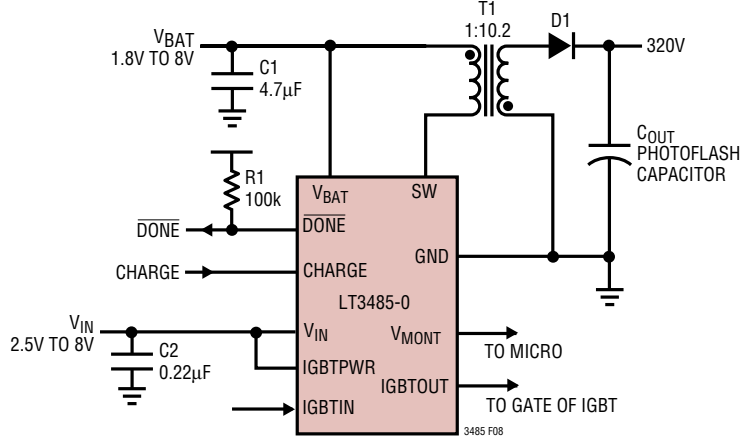 T1
1:10.2
D1
VBAT
1.8V TO 8V
320V
C1
4.7µF
COUT
PHOTOFLASH
CAPACITOR
R1
100k
VBAT
SW
DONE
DONE
GND
CHARGE
CHARGE
LT3485-0
VIN
2.5V TO 8V
VIN
VMONT
TO MICRO
C2
0.22µF
IGBTPWR
IGBTOUT
TO GATE OF IGBT
IGBTIN
3485 F08